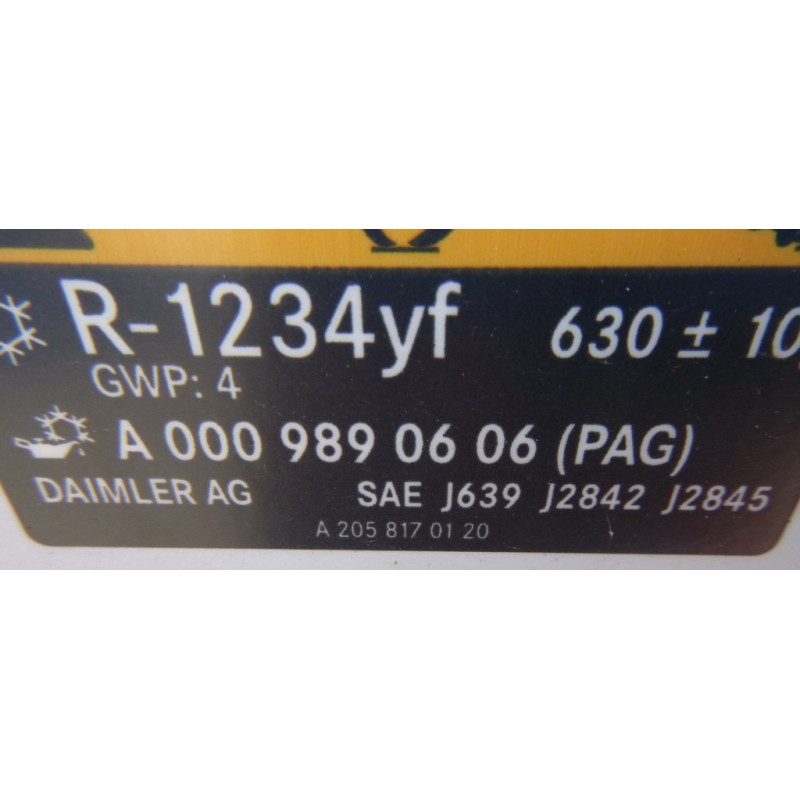 R-1234yf 630 ± 10
GWP: 4
A 000 989 06 06 (PAG)
DAIMLER AG SAE J639 J2842 J2845
A 205 817 01 20